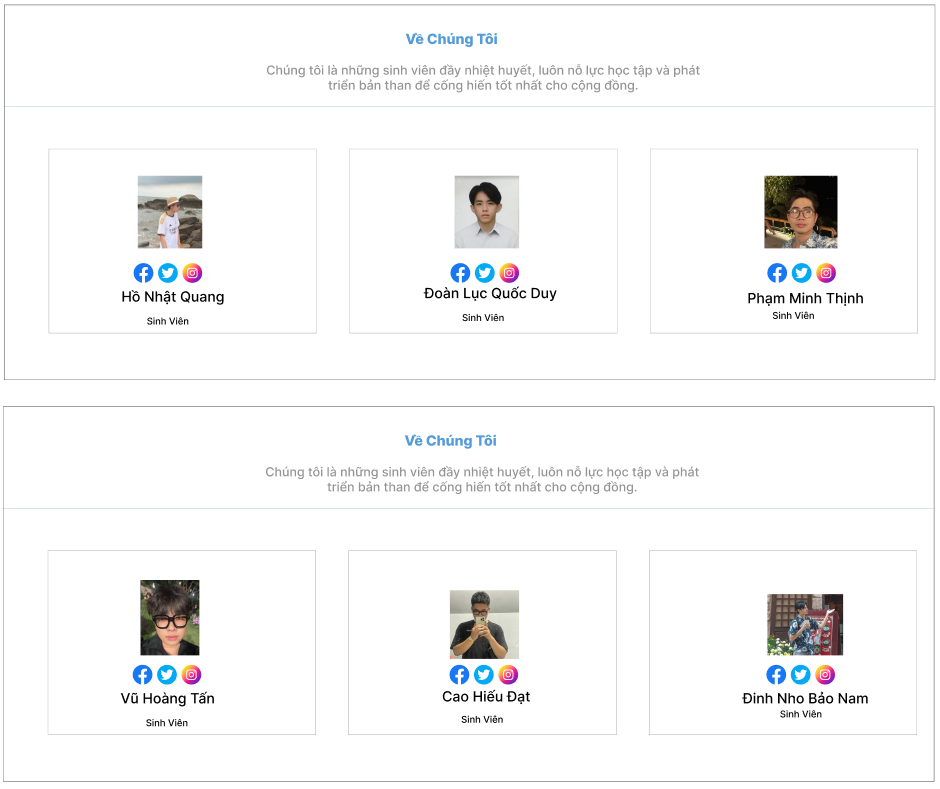 Về Chúng Tôi
Chúng tôi là những sinh viên đầy nhiệt huyết, luôn nỗ lực học tập và phát
triển bản than để cống hiến tốt nhất cho cộng đồng.
Hồ Nhật Quang
Sinh Viên
Đoàn Lục Quốc Duy
Sinh Viên
Phạm Minh Thịnh
Sinh Viên
Về Chúng Tôi
Chúng tôi là những sinh viên đầy nhiệt huyết, luôn nỗ lực học tập và phát
triển bản than để cống hiến tốt nhất cho cộng đồng.
Vũ Hoàng Tấn
Sinh Viên
Cao Hiếu Đạt
Sinh Viên
Đinh Nho Bảo Nam
Sinh Viên